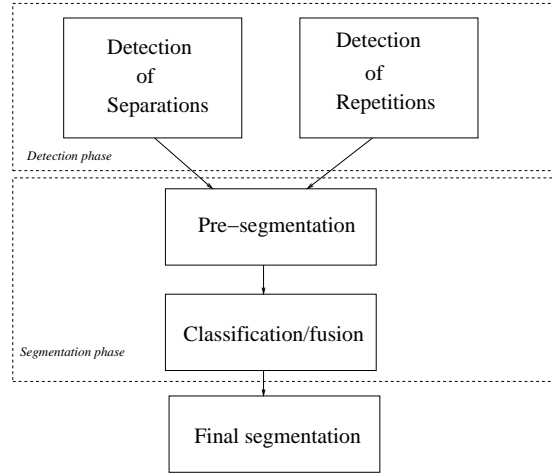 Detection
of
Separations
Detection
of
Repetitions
Detection phase
Pre−segmentation
Classification/fusion
Segmentation phase
Final segmentation